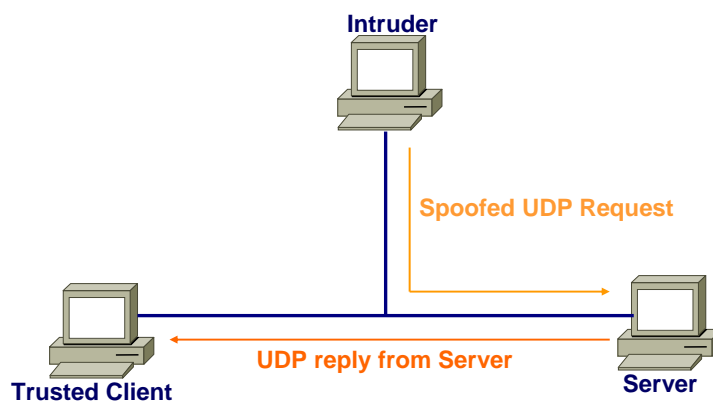 Intruder
Spoofed UDP Request
UDP reply from Server
Trusted Client
Server